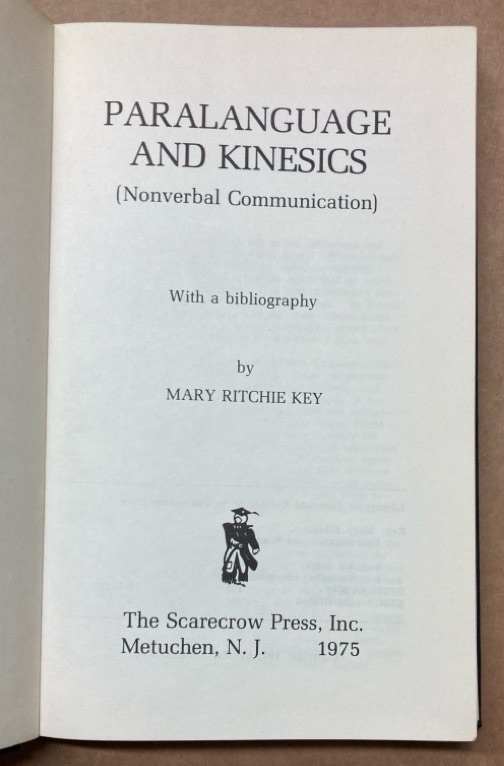 PARALANGUAGE
AND KINESICS
(Nonverbal Communication)
With a bibliography
by
MARY RITCHIE KEY
The Scarecrow Press, Inc.
Metuchen, N. J. 1975